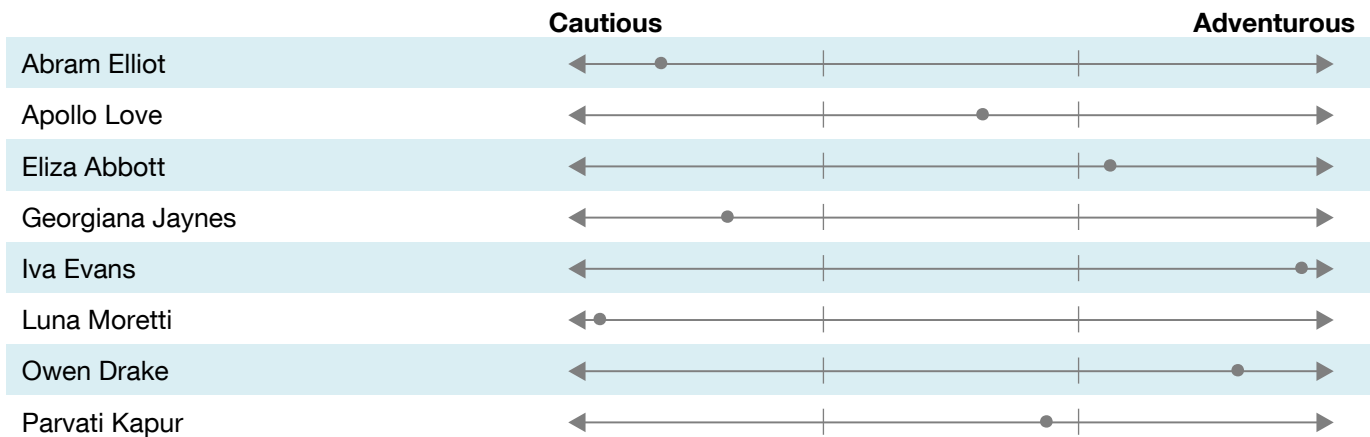 Cautious Adventurous
Abram Elliot
Apollo Love
Eliza Abbott
Georgiana Jaynes
Iva Evans
Luna Moretti
Owen Drake
Parvati Kapur